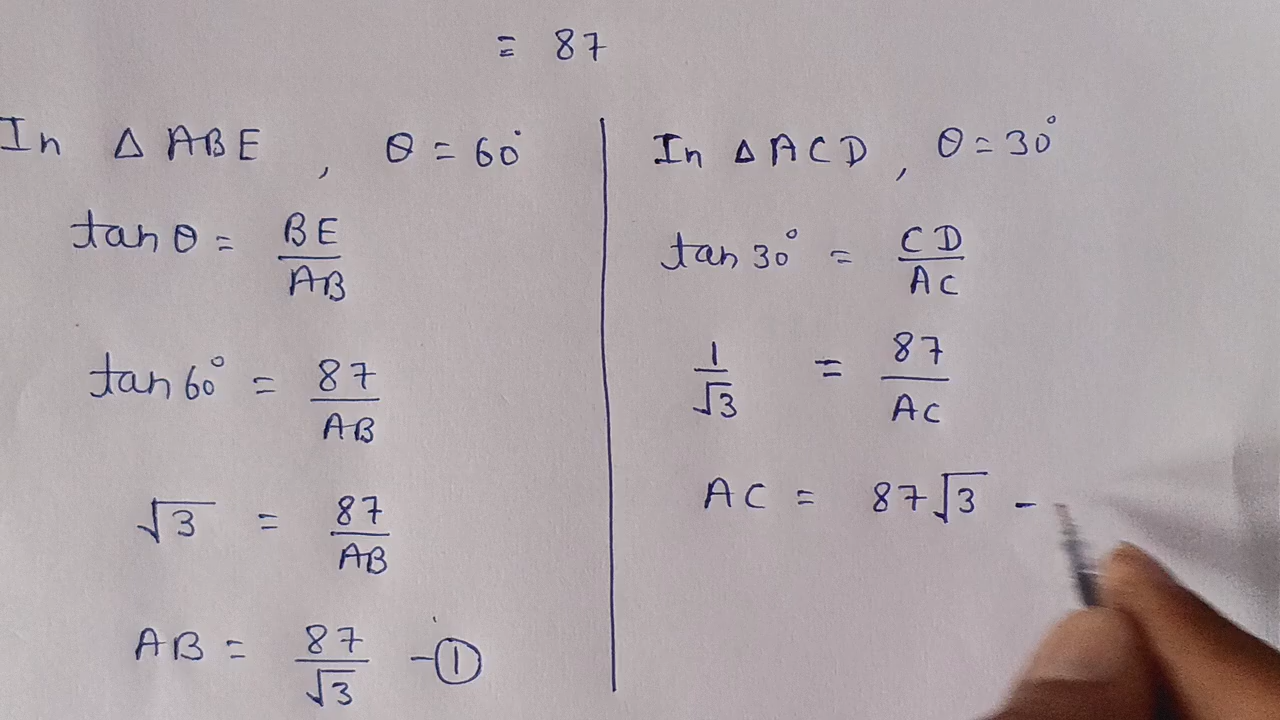 = 87
In △ ABE , θ = 60°
tan θ = BE/AB
tan 60° = 87/AB
√3 = 87/AB
AB = 87/√3 - ①
In △ ACD , θ = 30°
tan 30° = CD/AC
1/√3 = 87/AC
AC = 87√3 -